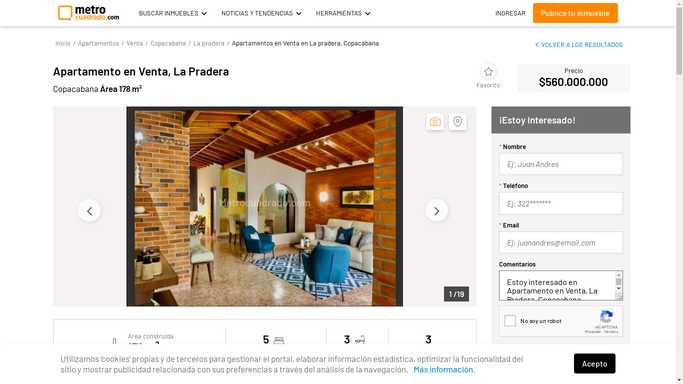 metro
cuadrado.com
BUSCAR INMUEBLES
NOTICIAS Y TENDENCIAS
HERRAMIENTAS
INGRESAR
Publica tu Inmueble
Inicio / Apartamentos / Venta / Copacabana / La pradera / Apartamentos en Venta en La pradera, Copacabana
VOLVER A LOS RESULTADOS
Apartamento en Venta, La Pradera
Copacabana Área 178 m²
Favorito
Precio
$560.000.000
Metrocuadrado.com
1 /19
¡Estoy Interesado!
* Nombre
Ej: Juan Andres
* Teléfono
Ej: 322*******
* Email
Ej: juanandres@email.com
Comentarios
Estoy interesado en
Apartamento en Venta, La
Pradera, Copacabana
No soy un robot
reCAPTCHA
Privacidad - Términos
Área construida
5
3
3
Utilizamos 'cookies' propias y de terceros para gestionar el portal, elaborar información estadística, optimizar la funcionalidad del
sitio y mostrar publicidad relacionada con sus preferencias a través del análisis de la navegación. Más información.
Acepto